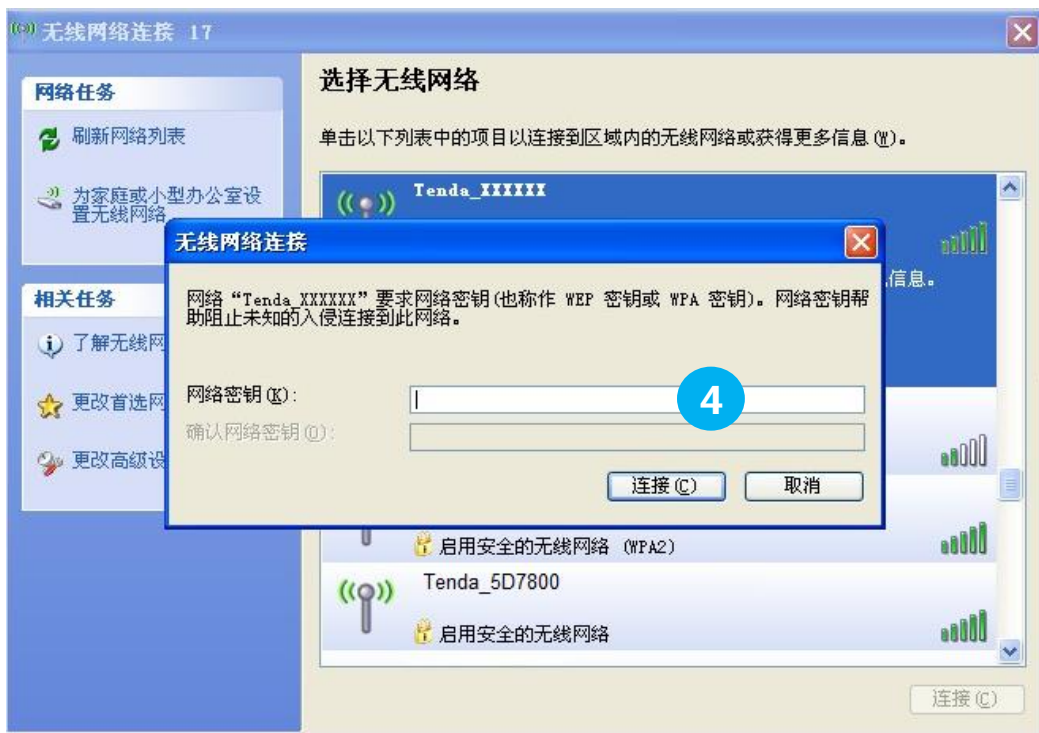 无线网络连接 17
网络任务
刷新网络列表
为家庭或小型办公室设
置无线网络
相关任务
了解无线网
更改首选网
更改高级设
选择无线网络
单击以下列表中的项目以连接到区域内的无线网络或获得更多信息(W)。
Tenda_XXXXXX
信息。
无线网络连接
网络“Tenda_XXXXXX”要求网络密钥(也称作 WEP 密钥或 WPA 密钥)。网络密钥帮
助阻止未知的入侵连接到此网络。
网络密钥(K):
4
确认网络密钥(O):
连接(C)
取消
启用安全的无线网络 (WPA2)
Tenda_5D7800
启用安全的无线网络
连接(C)